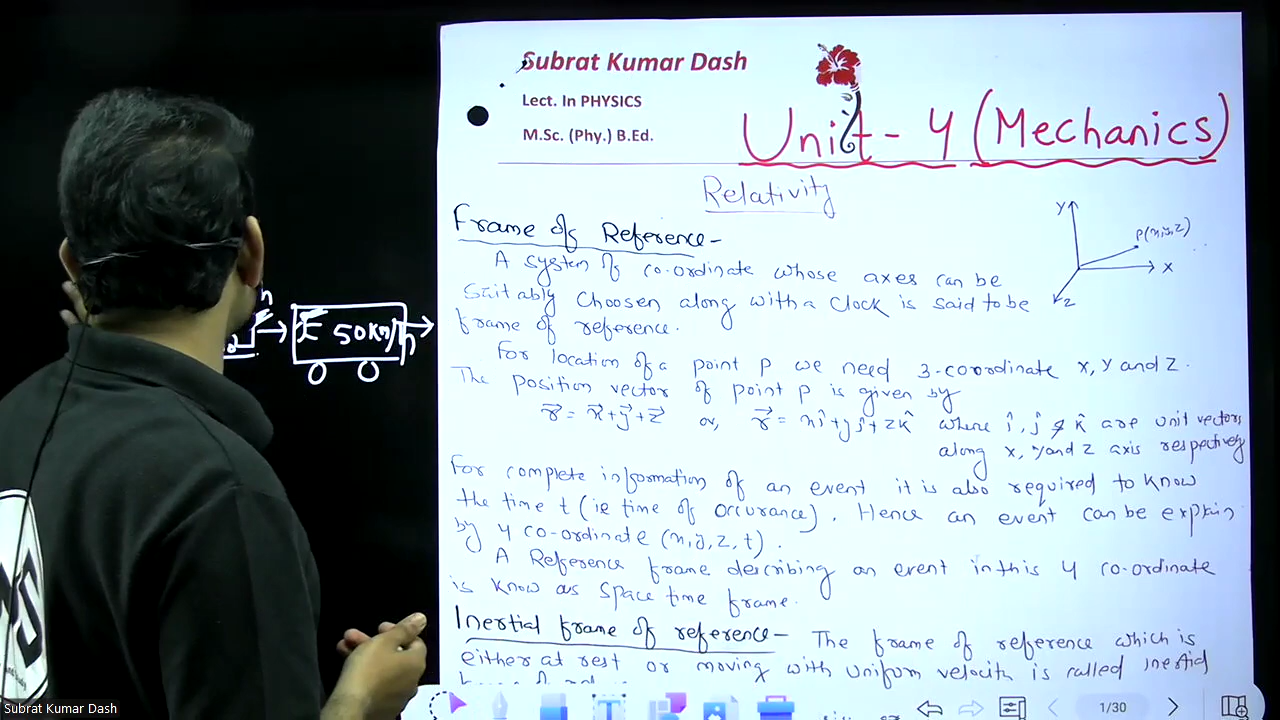 Subrat Kumar Dash
Lect. In PHYSICS
M.Sc. (Phy.) B.Ed.
Unit - 4 (Mechanics)
Relativity
Frame of Reference-
A system of co-ordinate whose axes can be
suitably choosen along with a clock is said to be
frame of reference.
Y
P(x,y,z)
X
Z
50 Km/h
For location of a point P we need 3-coordinate x, y and z.
The position vector of point P is given by
r⃗ = x⃗+y⃗+z⃗ or, r⃗ = xî+yĵ+zk̂ where î, ĵ & k̂ are unit vectors
along x, y and z axis respectively
For complete information of an event it is also required to know
the time t (ie time of occurance). Hence an event can be explain
by 4 co-ordinate (x,y,z,t).
A Reference frame describing an event in this 4 co-ordinate
is know as space time frame.
Inertial frame of reference- The frame of reference which is
either at rest or moving with uniform velocity is called inertial
1/30
Subrat Kumar Dash